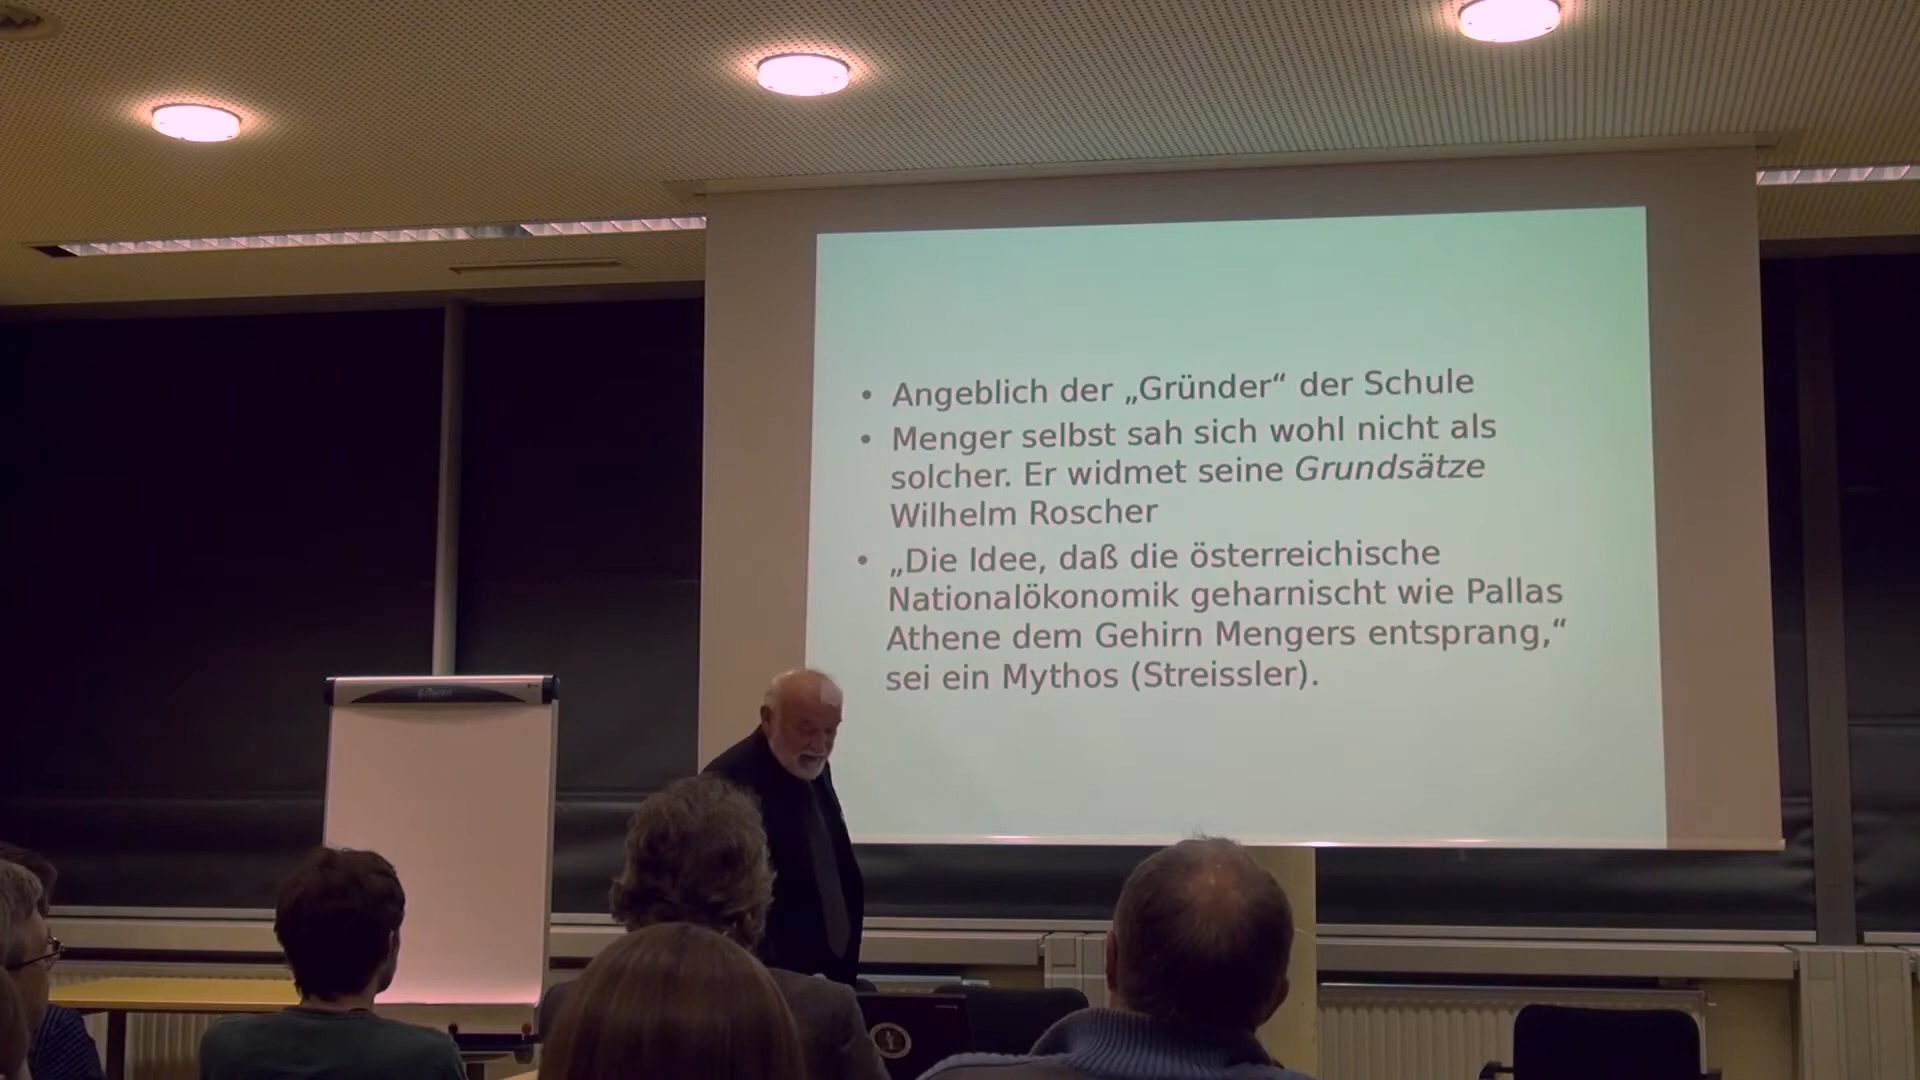 • Angeblich der „Gründer“ der Schule
• Menger selbst sah sich wohl nicht als
solcher. Er widmet seine Grundsätze
Wilhelm Roscher
• „Die Idee, daß die österreichische
Nationalökonomik geharnischt wie Pallas
Athene dem Gehirn Mengers entsprang,“
sei ein Mythos (Streissler).